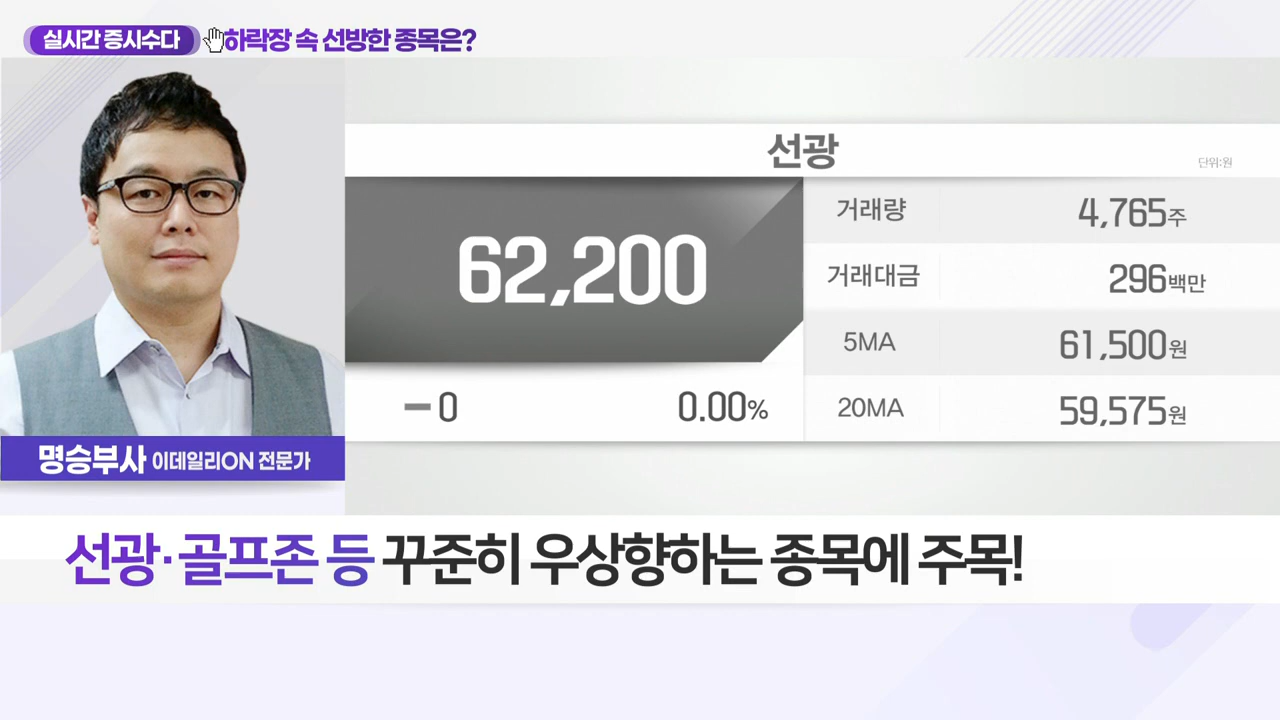 실시간 증시수다 하락장 속 선방한 종목은?
선광
단위:원
62,200
0 0.00%
거래량 4,765주
거래대금 296백만
5MA 61,500원
20MA 59,575원
명승부사 이데일리ON 전문가
선광·골프존 등 꾸준히 우상향하는 종목에 주목!